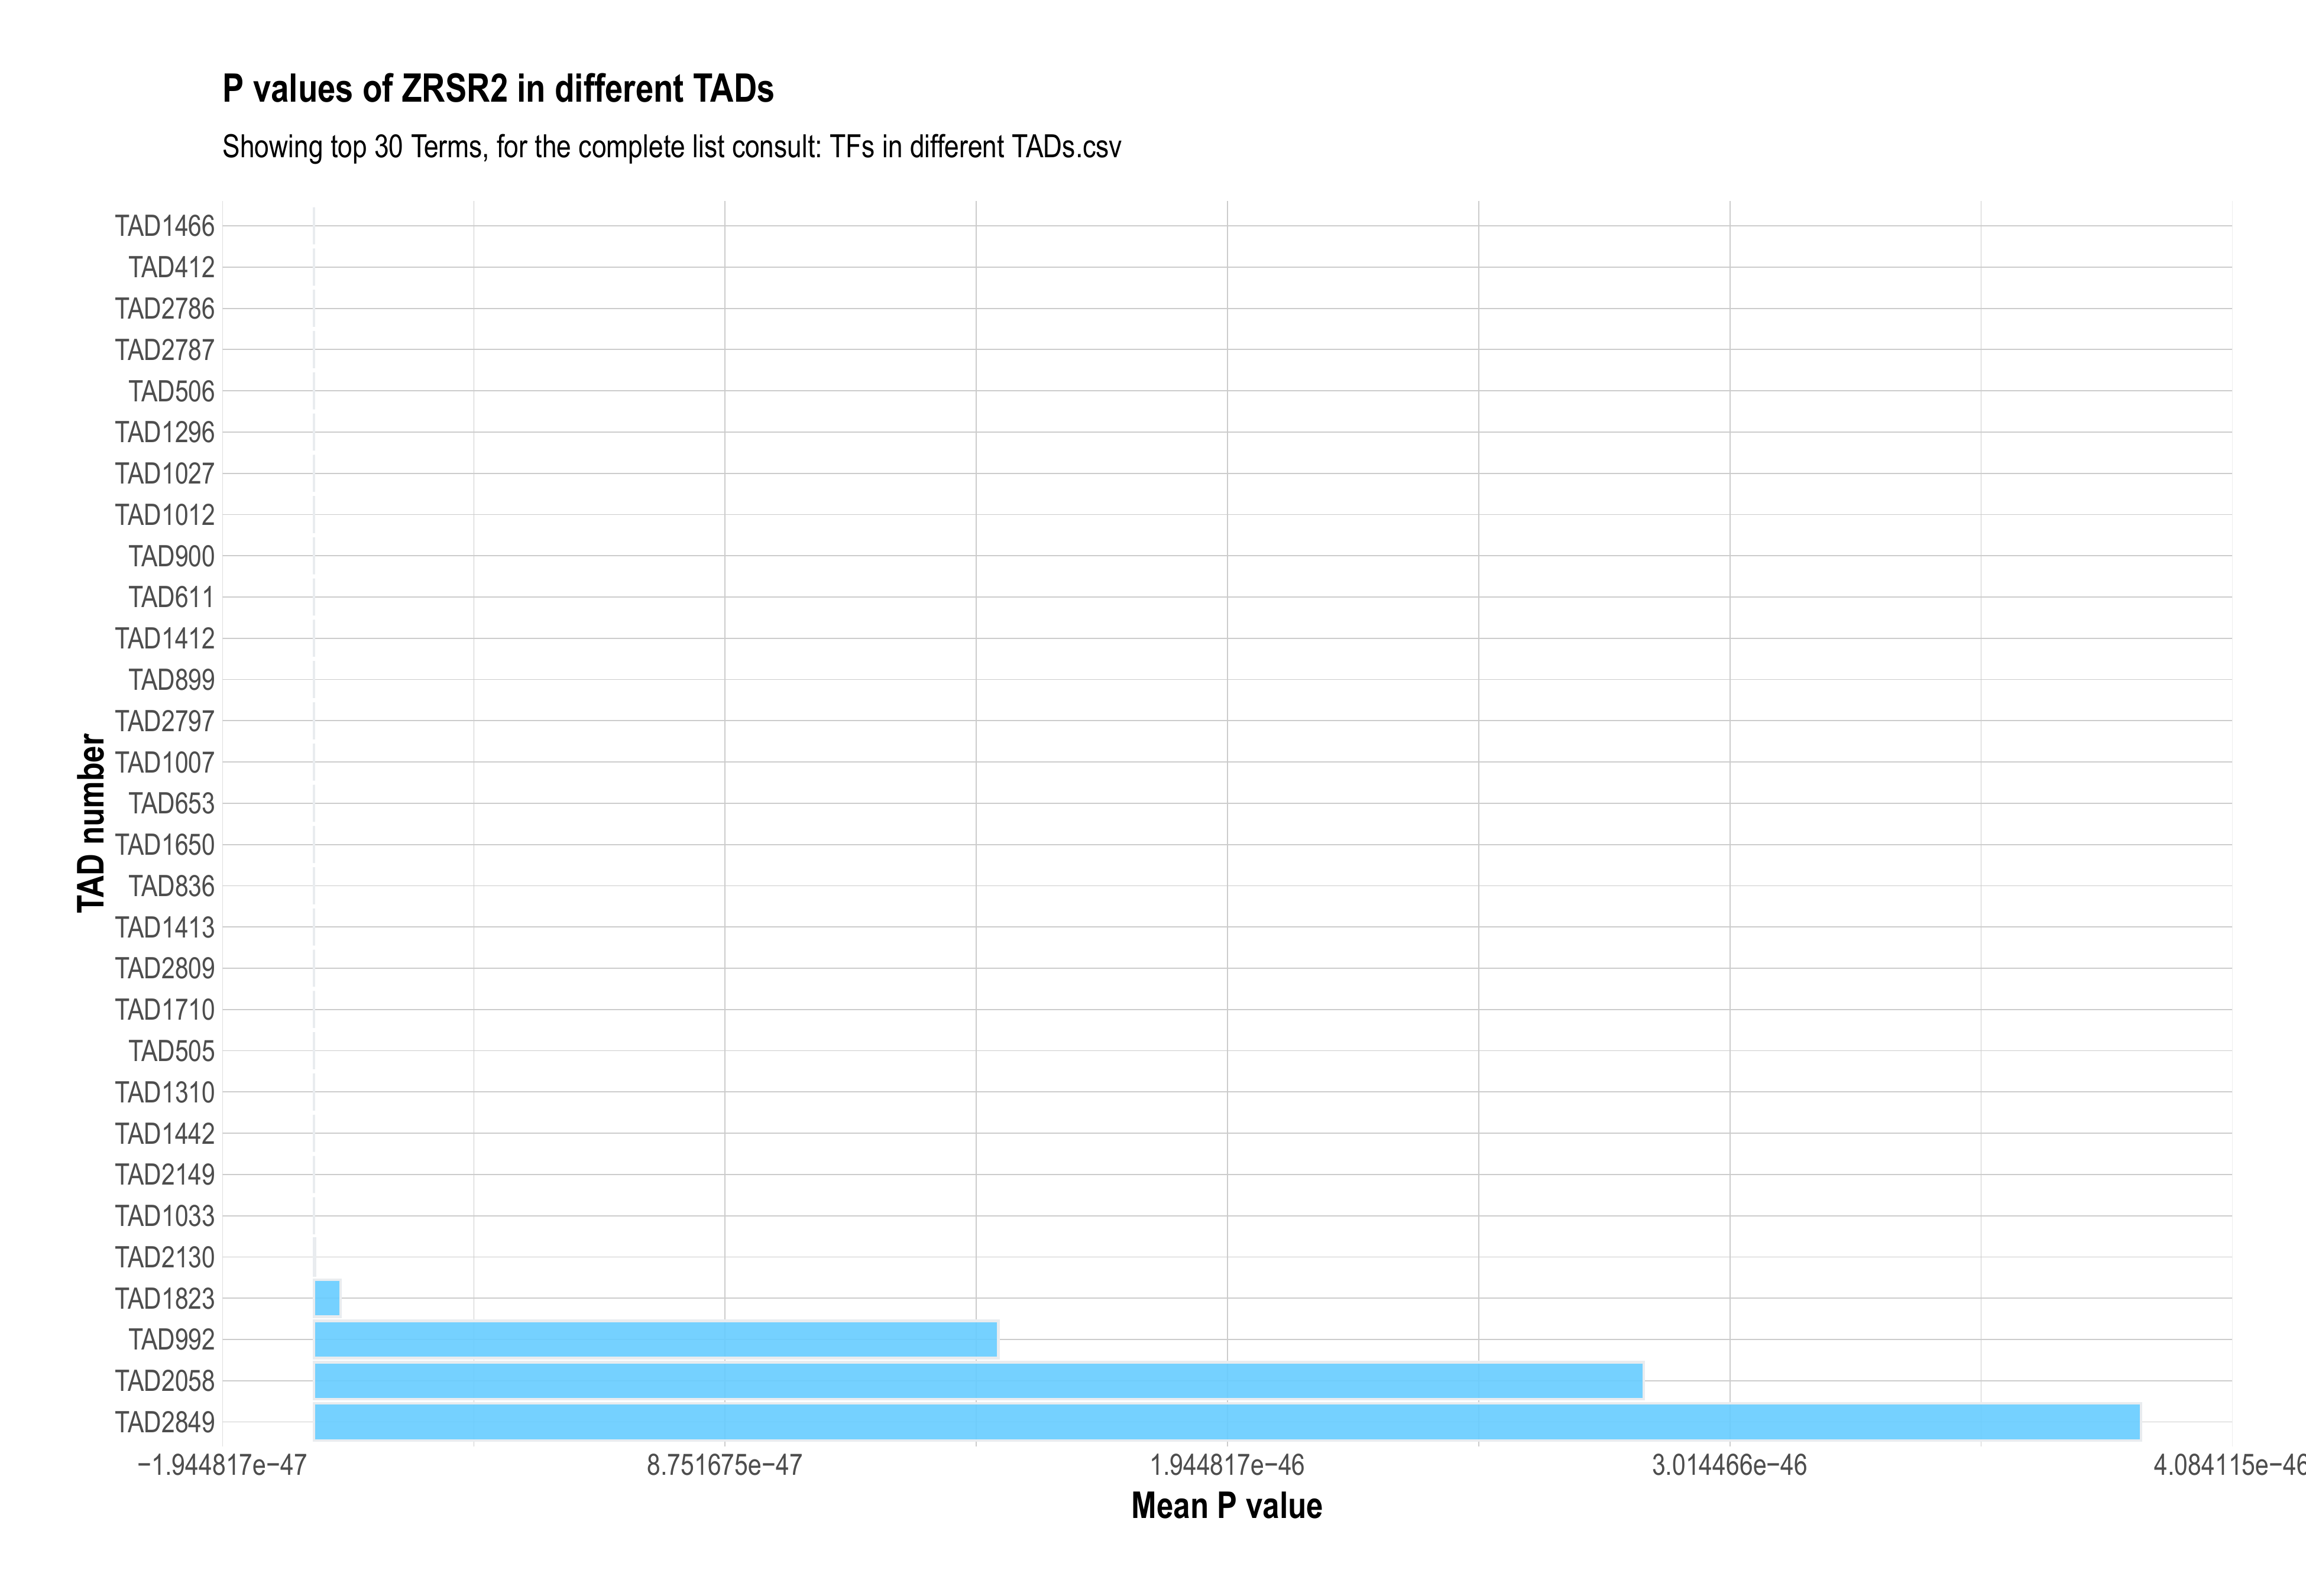 P values of ZRSR2 in different TADs
Showing top 30 Terms, for the complete list consult: TFs in different TADs.csv
TAD number
TAD1466
TAD412
TAD2786
TAD2787
TAD506
TAD1296
TAD1027
TAD1012
TAD900
TAD611
TAD1412
TAD899
TAD2797
TAD1007
TAD653
TAD1650
TAD836
TAD1413
TAD2809
TAD1710
TAD505
TAD1310
TAD1442
TAD2149
TAD1033
TAD2130
TAD1823
TAD992
TAD2058
TAD2849
−1.944817e−47 8.751675e−47 1.944817e−46 3.014466e−46 4.084115e−46
Mean P value